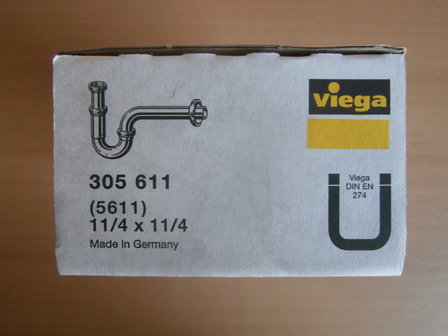 viega
305 611
(5611)
11/4 x 11/4
Made In Germany
Viega
DIN EN
274